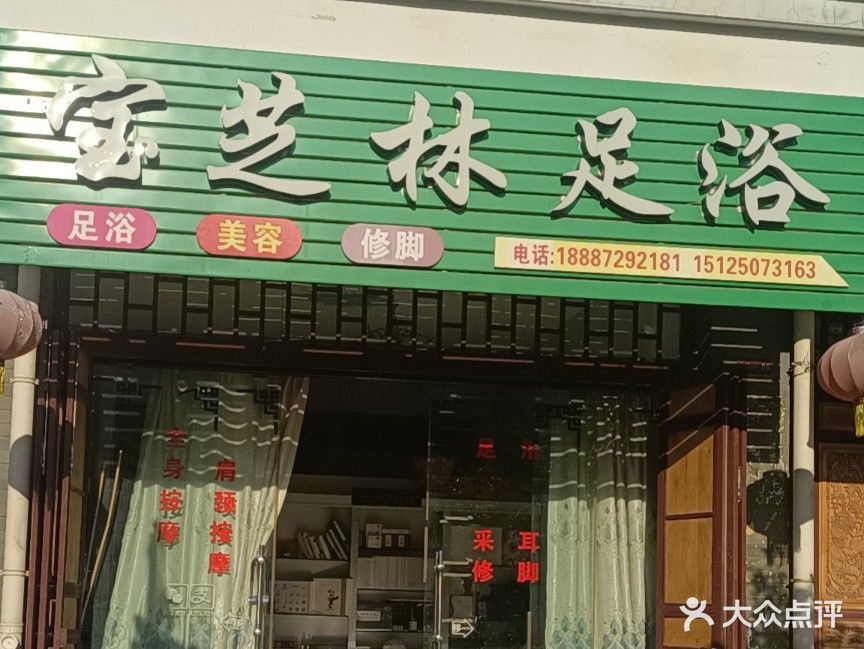 宝芝林足浴
足浴 美容 修脚 电话:18887292181 15125073163
全身按摩
肩颈按摩
足浴
采耳
修脚
大众点评